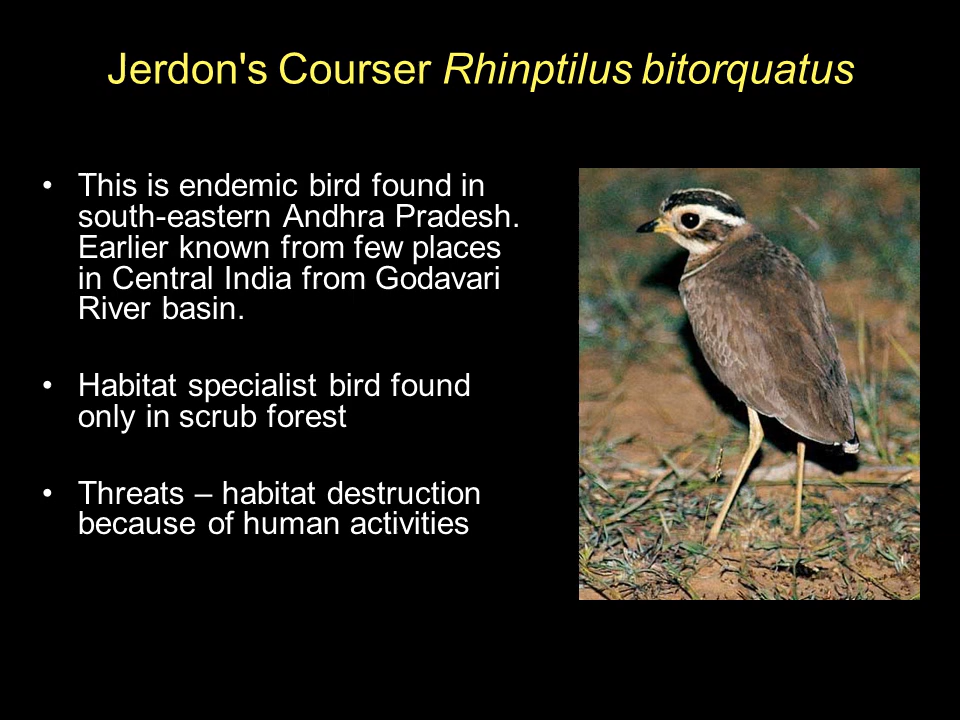 Jerdon's Courser Rhinptilus bitorquatus
• This is endemic bird found in
south-eastern Andhra Pradesh.
Earlier known from few places
in Central India from Godavari
River basin.
• Habitat specialist bird found
only in scrub forest
• Threats – habitat destruction
because of human activities